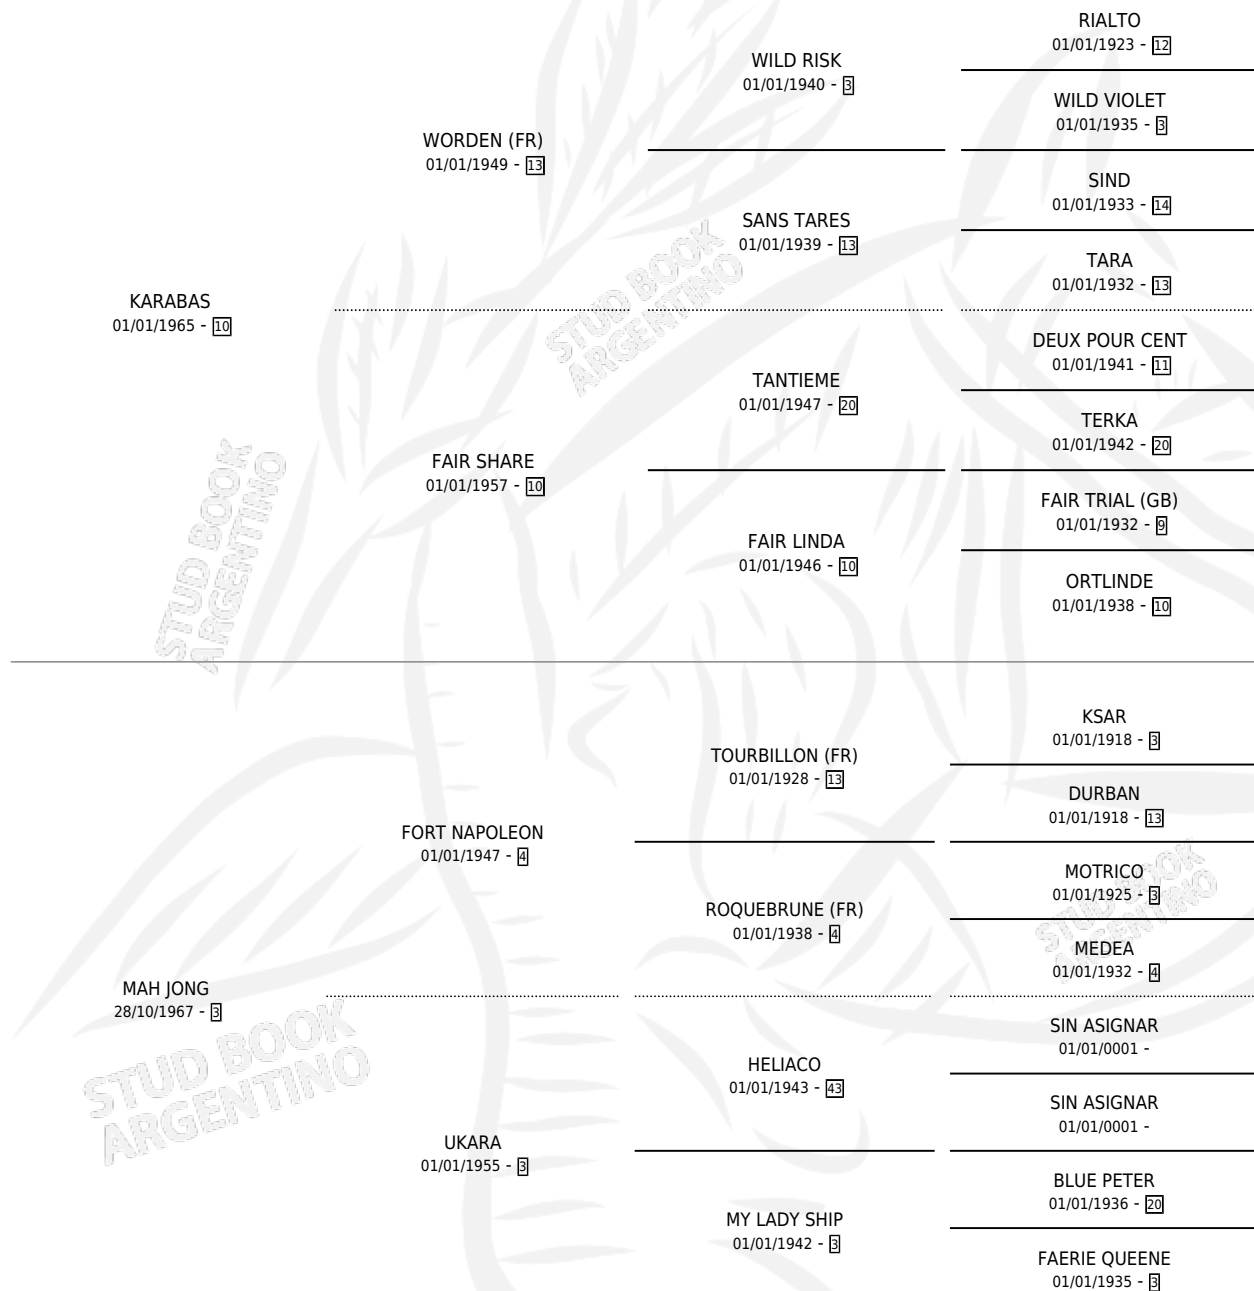 RIALTO
01/01/1923 - 12
WILD RISK
01/01/1940 - 3
WILD VIOLET
01/01/1935 - 3
WORDEN (FR)
01/01/1949 - 13
SIND
01/01/1933 - 14
SANS TARES
01/01/1939 - 13
TARA
01/01/1932 - 13
KARABAS
01/01/1965 - 10
DEUX POUR CENT
01/01/1941 - 11
TANTIEME
01/01/1947 - 20
TERKA
01/01/1942 - 20
FAIR SHARE
01/01/1957 - 10
FAIR TRIAL (GB)
01/01/1932 - 9
FAIR LINDA
01/01/1946 - 10
ORTLINDE
01/01/1938 - 10
KSAR
01/01/1918 - 3
TOURBILLON (FR)
01/01/1928 - 13
DURBAN
01/01/1918 - 13
FORT NAPOLEON
01/01/1947 - 4
MOTRICO
01/01/1925 - 3
ROQUEBRUNE (FR)
01/01/1938 - 4
MEDEA
01/01/1932 - 4
MAH JONG
28/10/1967 - 3
SIN ASIGNAR
01/01/0001 -
HELIACO
01/01/1943 - 43
SIN ASIGNAR
01/01/0001 -
UKARA
01/01/1955 - 3
BLUE PETER
01/01/1936 - 20
MY LADY SHIP
01/01/1942 - 3
FAERIE QUEENE
01/01/1935 - 3
STUD BOOK
ARGENTINO
STUD BOOK
ARGENTINO
STUD BOOK
ARGENTINO
STUD BOOK
ARGENTINO